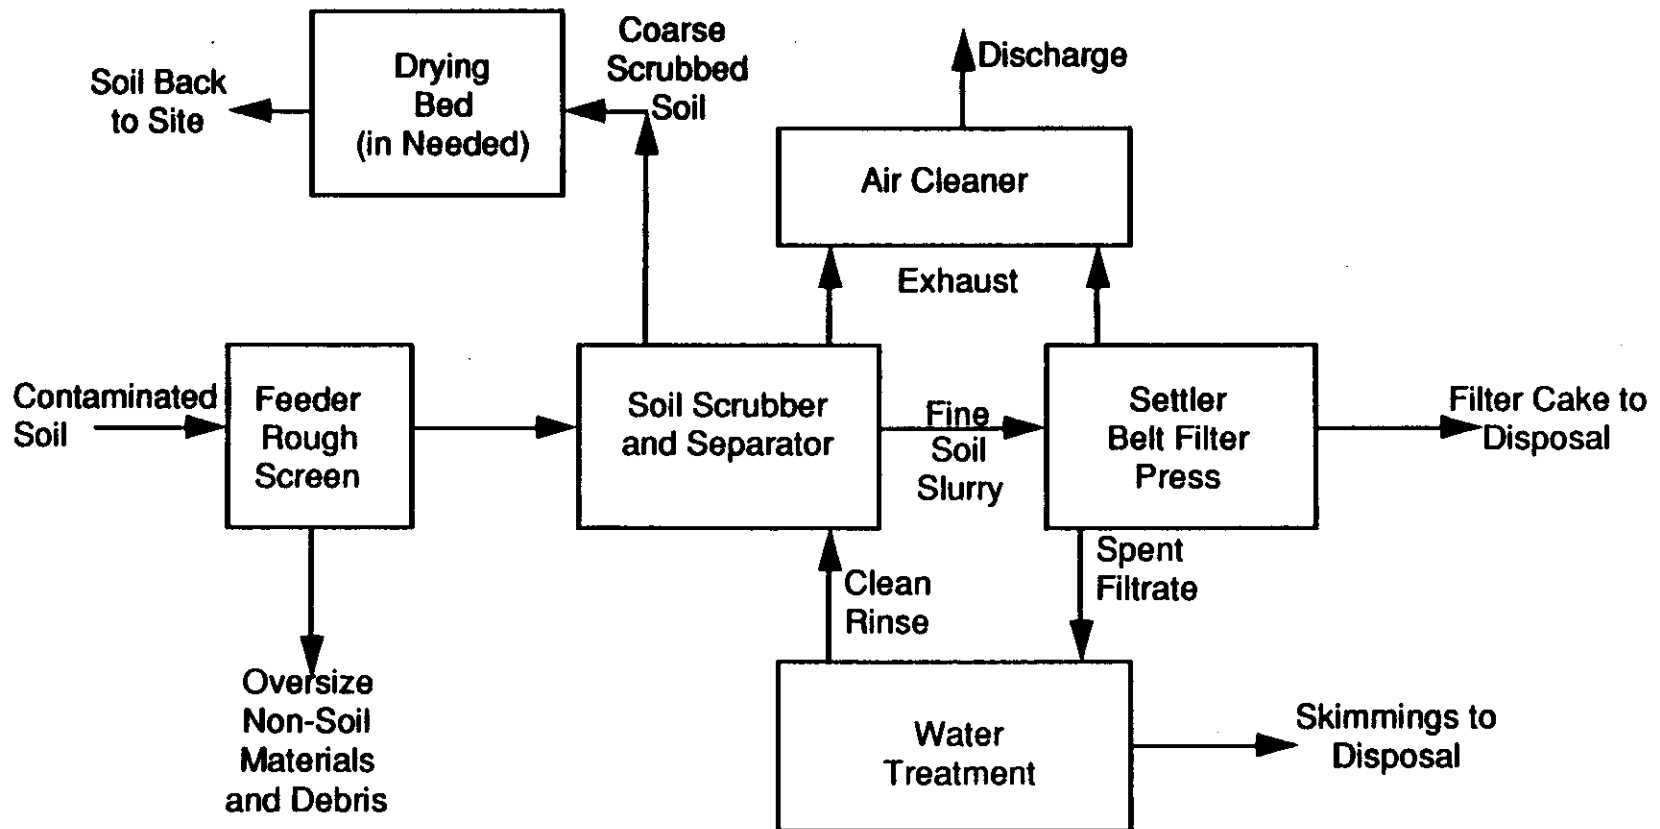 Soil Back
to Site
Drying
Bed
(in Needed)
Coarse
Scrubbed
Soil
Discharge
Air Cleaner
Exhaust
Contaminated
Soil
Feeder
Rough
Screen
Soil Scrubber
and Separator
Fine
Soil
Slurry
Settler
Belt Filter
Press
Filter Cake to
Disposal
Clean
Rinse
Spent
Filtrate
Oversize
Non-Soil
Materials
and Debris
Water
Treatment
Skimmings to
Disposal